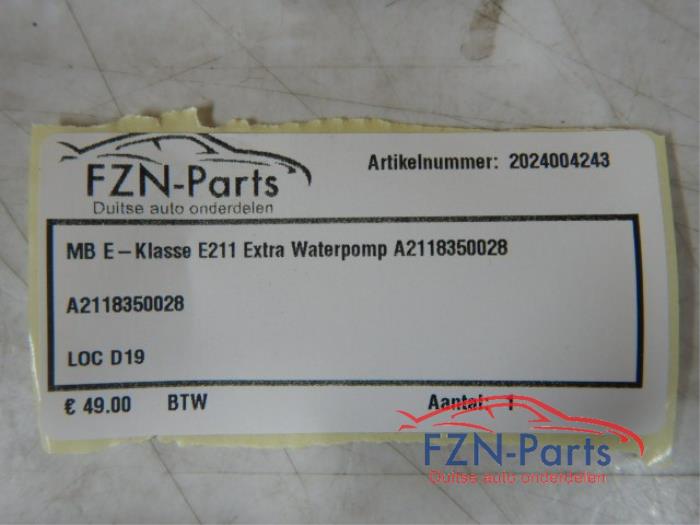 FZN-Parts
Duitse auto onderdelen
Artikelnummer: 2024004243
MB E-Klasse E211 Extra Waterpomp A2118350028
A2118350028
LOC D19
€ 49.00 BTW Aantal: 1
FZN-Parts
Duitse auto onderdelen